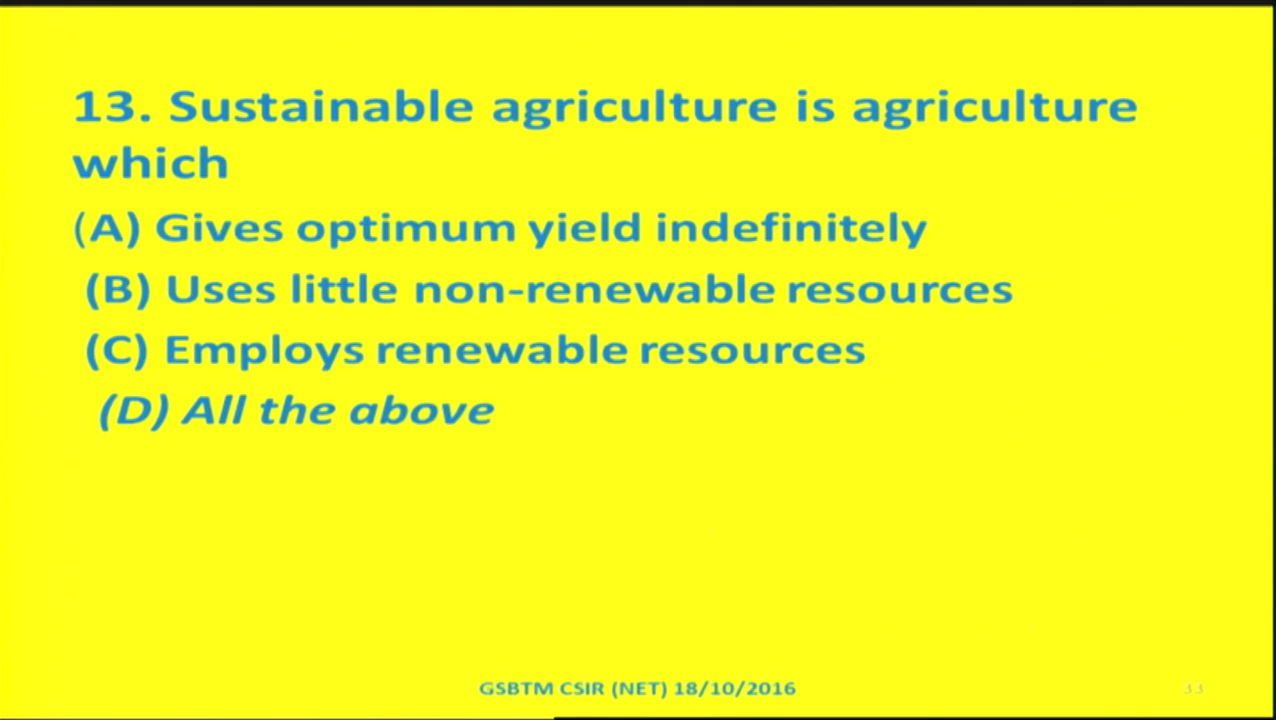 13. Sustainable agriculture is agriculture
which
(A) Gives optimum yield indefinitely
(B) Uses little non-renewable resources
(C) Employs renewable resources
(D) All the above
GSBTM CSIR (NET) 18/10/2016
33